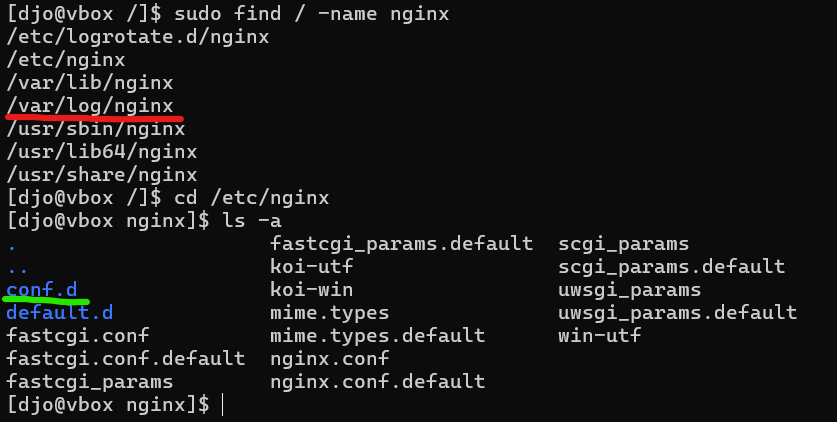 [djo@vbox /]$ sudo find / -name nginx
/etc/logrotate.d/nginx
/etc/nginx
/var/lib/nginx
/var/log/nginx
/usr/sbin/nginx
/usr/lib64/nginx
/usr/share/nginx
[djo@vbox /]$ cd /etc/nginx
[djo@vbox nginx]$ ls -a
.                     fastcgi_params.default  scgi_params
..                    koi-utf                 scgi_params.default
conf.d                koi-win                 uwsgi_params
default.d             mime.types              uwsgi_params.default
fastcgi.conf          mime.types.default      win-utf
fastcgi.conf.default  nginx.conf
fastcgi_params        nginx.conf.default
[djo@vbox nginx]$